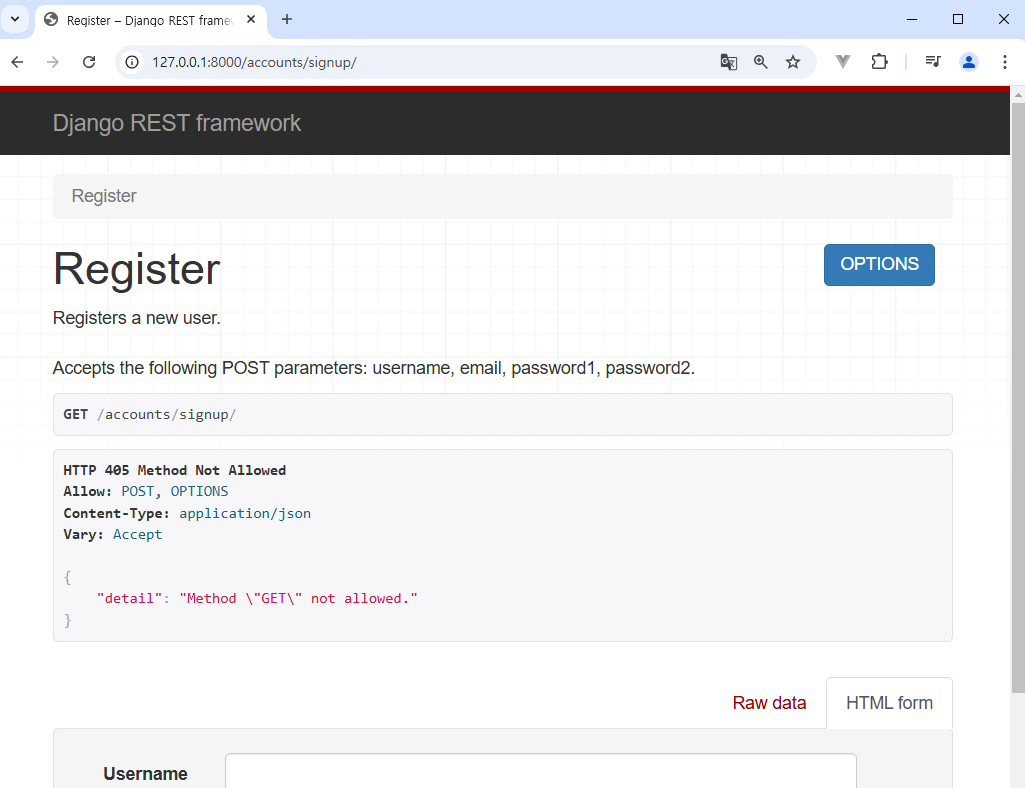 Register – Django REST framew
127.0.0.1:8000/accounts/signup/
Django REST framework
Register
Register
OPTIONS
Registers a new user.
Accepts the following POST parameters: username, email, password1, password2.
GET /accounts/signup/
HTTP 405 Method Not Allowed
Allow: POST, OPTIONS
Content-Type: application/json
Vary: Accept
{
    "detail": "Method \"GET\" not allowed."
}
Raw data
HTML form
Username